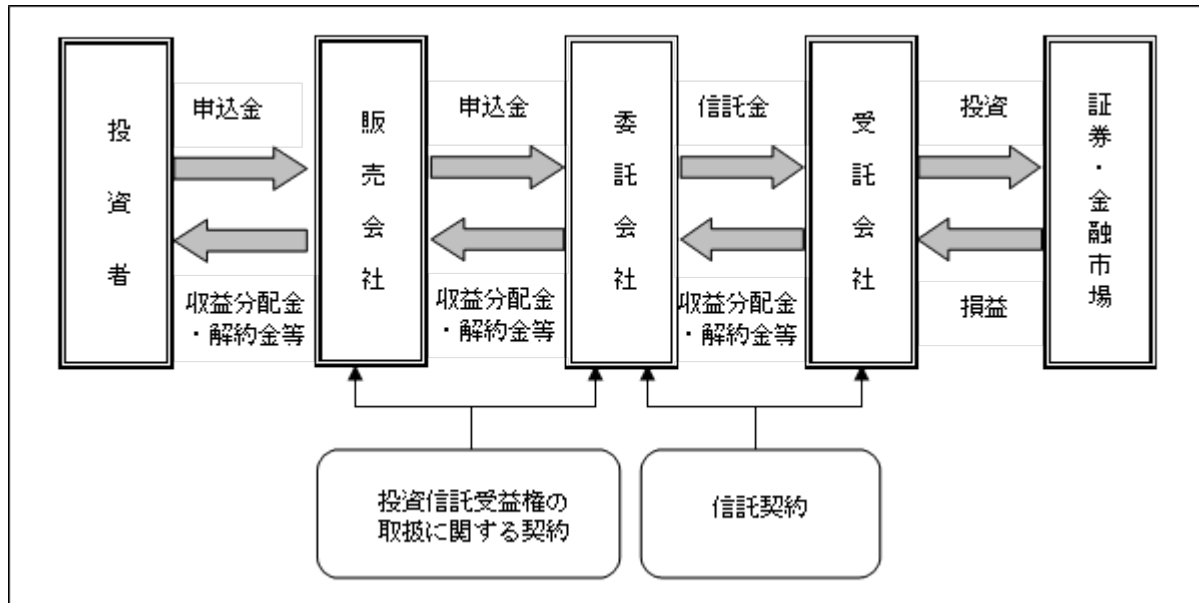 投資者
申込金
収益分配金
・解約金等
販売会社
申込金
収益分配金
・解約金等
委託会社
信託金
収益分配金
・解約金等
受託会社
投資
損益
証券・金融市場
投資信託受益権の
取扱に関する契約
信託契約